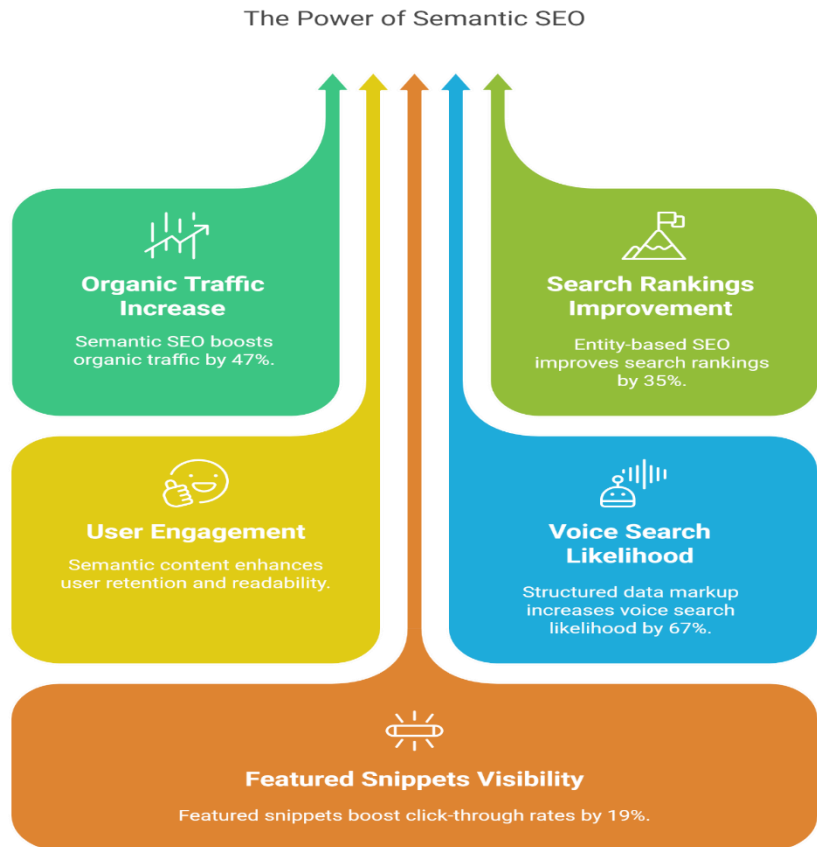 The Power of Semantic SEO
Organic Traffic
Increase
Semantic SEO boosts
organic traffic by 47%.
Search Rankings
Improvement
Entity-based SEO
improves search rankings
by 35%.
User Engagement
Semantic content enhances
user retention and readability.
Voice Search
Likelihood
Structured data markup
increases voice search
likelihood by 67%.
Featured Snippets Visibility
Featured snippets boost click-through rates by 19%.